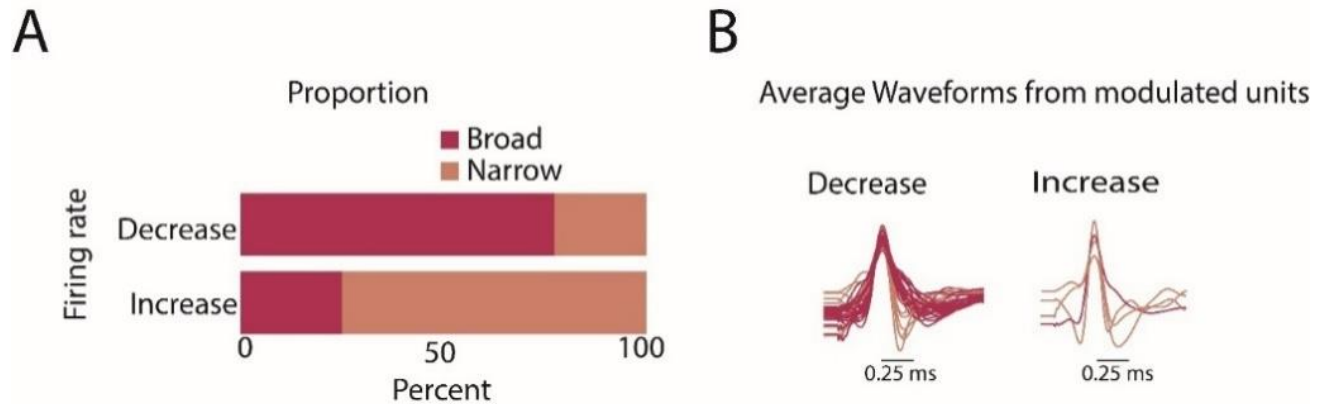 A
Proportion
Broad
Narrow
Firing rate
Decrease
Increase
0 50 100
Percent
B
Average Waveforms from modulated units
Decrease Increase
0.25 ms 0.25 ms